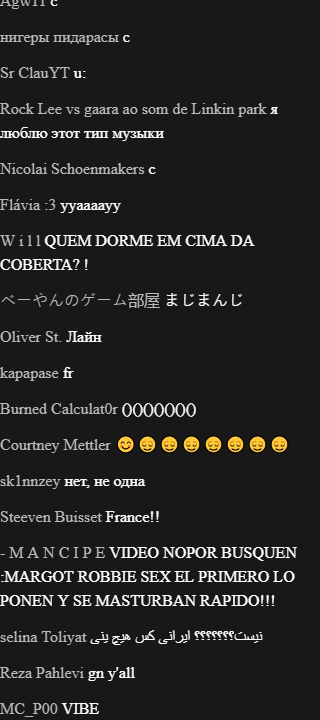 Agw11 c
нигеры пидарасы с
Sr ClauYT u:
Rock Lee vs gaara ao som de Linkin park я
люблю этот тип музыки
Nicolai Schoenmakers c
Flávia :3 yyaaaayy
W i l l QUEM DORME EM CIMA DA
COBERTA? !
べーやんのゲーム部屋 まじまんじ
Oliver St. Лайн
kapapase fr
Burned Calculat0r ()()()()()()()
Courtney Mettler 😋😌😌😌😌😌😌😌
sk1nnzey нет, не одна
Steeven Buisset France!!
- M A N C I P E VIDEO NOPOR BUSQUEN
:MARGOT ROBBIE SEX EL PRIMERO LO
PONEN Y SE MASTURBAN RAPIDO!!!
selina Toliyat نیست؟؟؟؟؟؟؟ ایرانی کس هیچ ینی
Reza Pahlevi gn y'all
MC_P00 VIBE